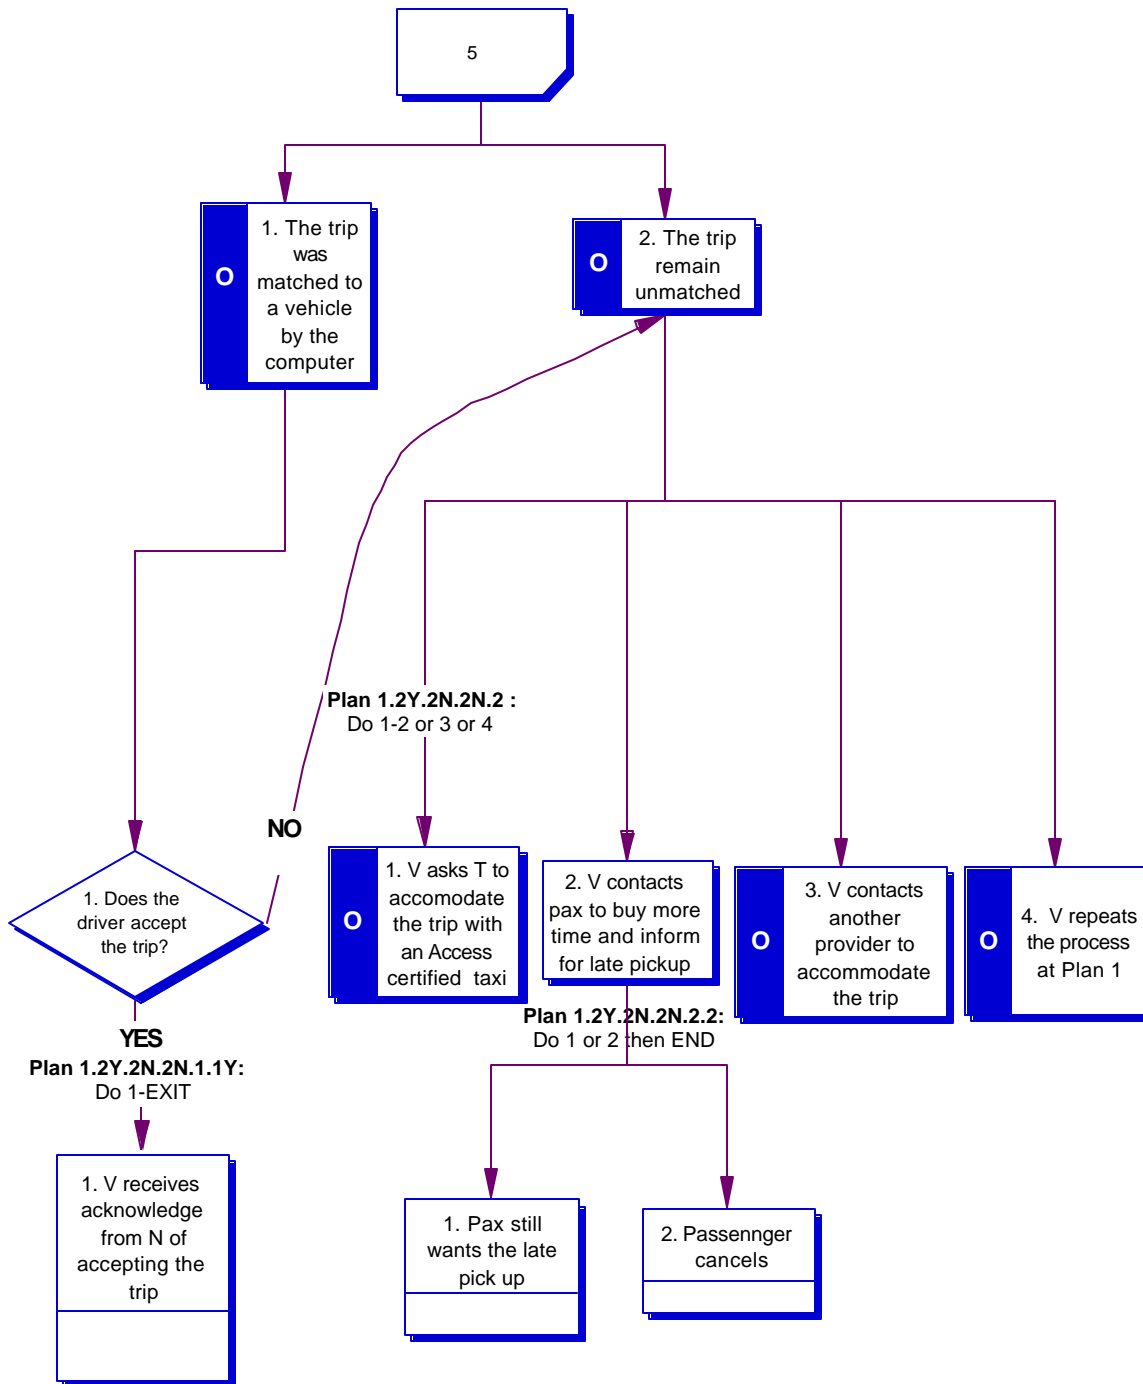 5
O
1. The trip
was
matched to
a vehicle
by the
computer
O
2. The trip
remain
unmatched
Plan 1.2Y.2N.2N.2 :
Do 1-2 or 3 or 4
NO
1. Does the
driver accept
the trip?
O
1. V asks T to
accomodate
the trip with
an Access
certified taxi
2. V contacts
pax to buy more
time and inform
for late pickup
O
3. V contacts
another
provider to
accommodate
the trip
O
4. V repeats
the process
at Plan 1
YES
Plan 1.2Y.2N.2N.1.1Y:
Do 1-EXIT
Plan 1.2Y.2N.2N.2.2:
Do 1 or 2 then END
1. V receives
acknowledge
from N of
accepting the
trip
1. Pax still
wants the late
pick up
2. Passennger
cancels